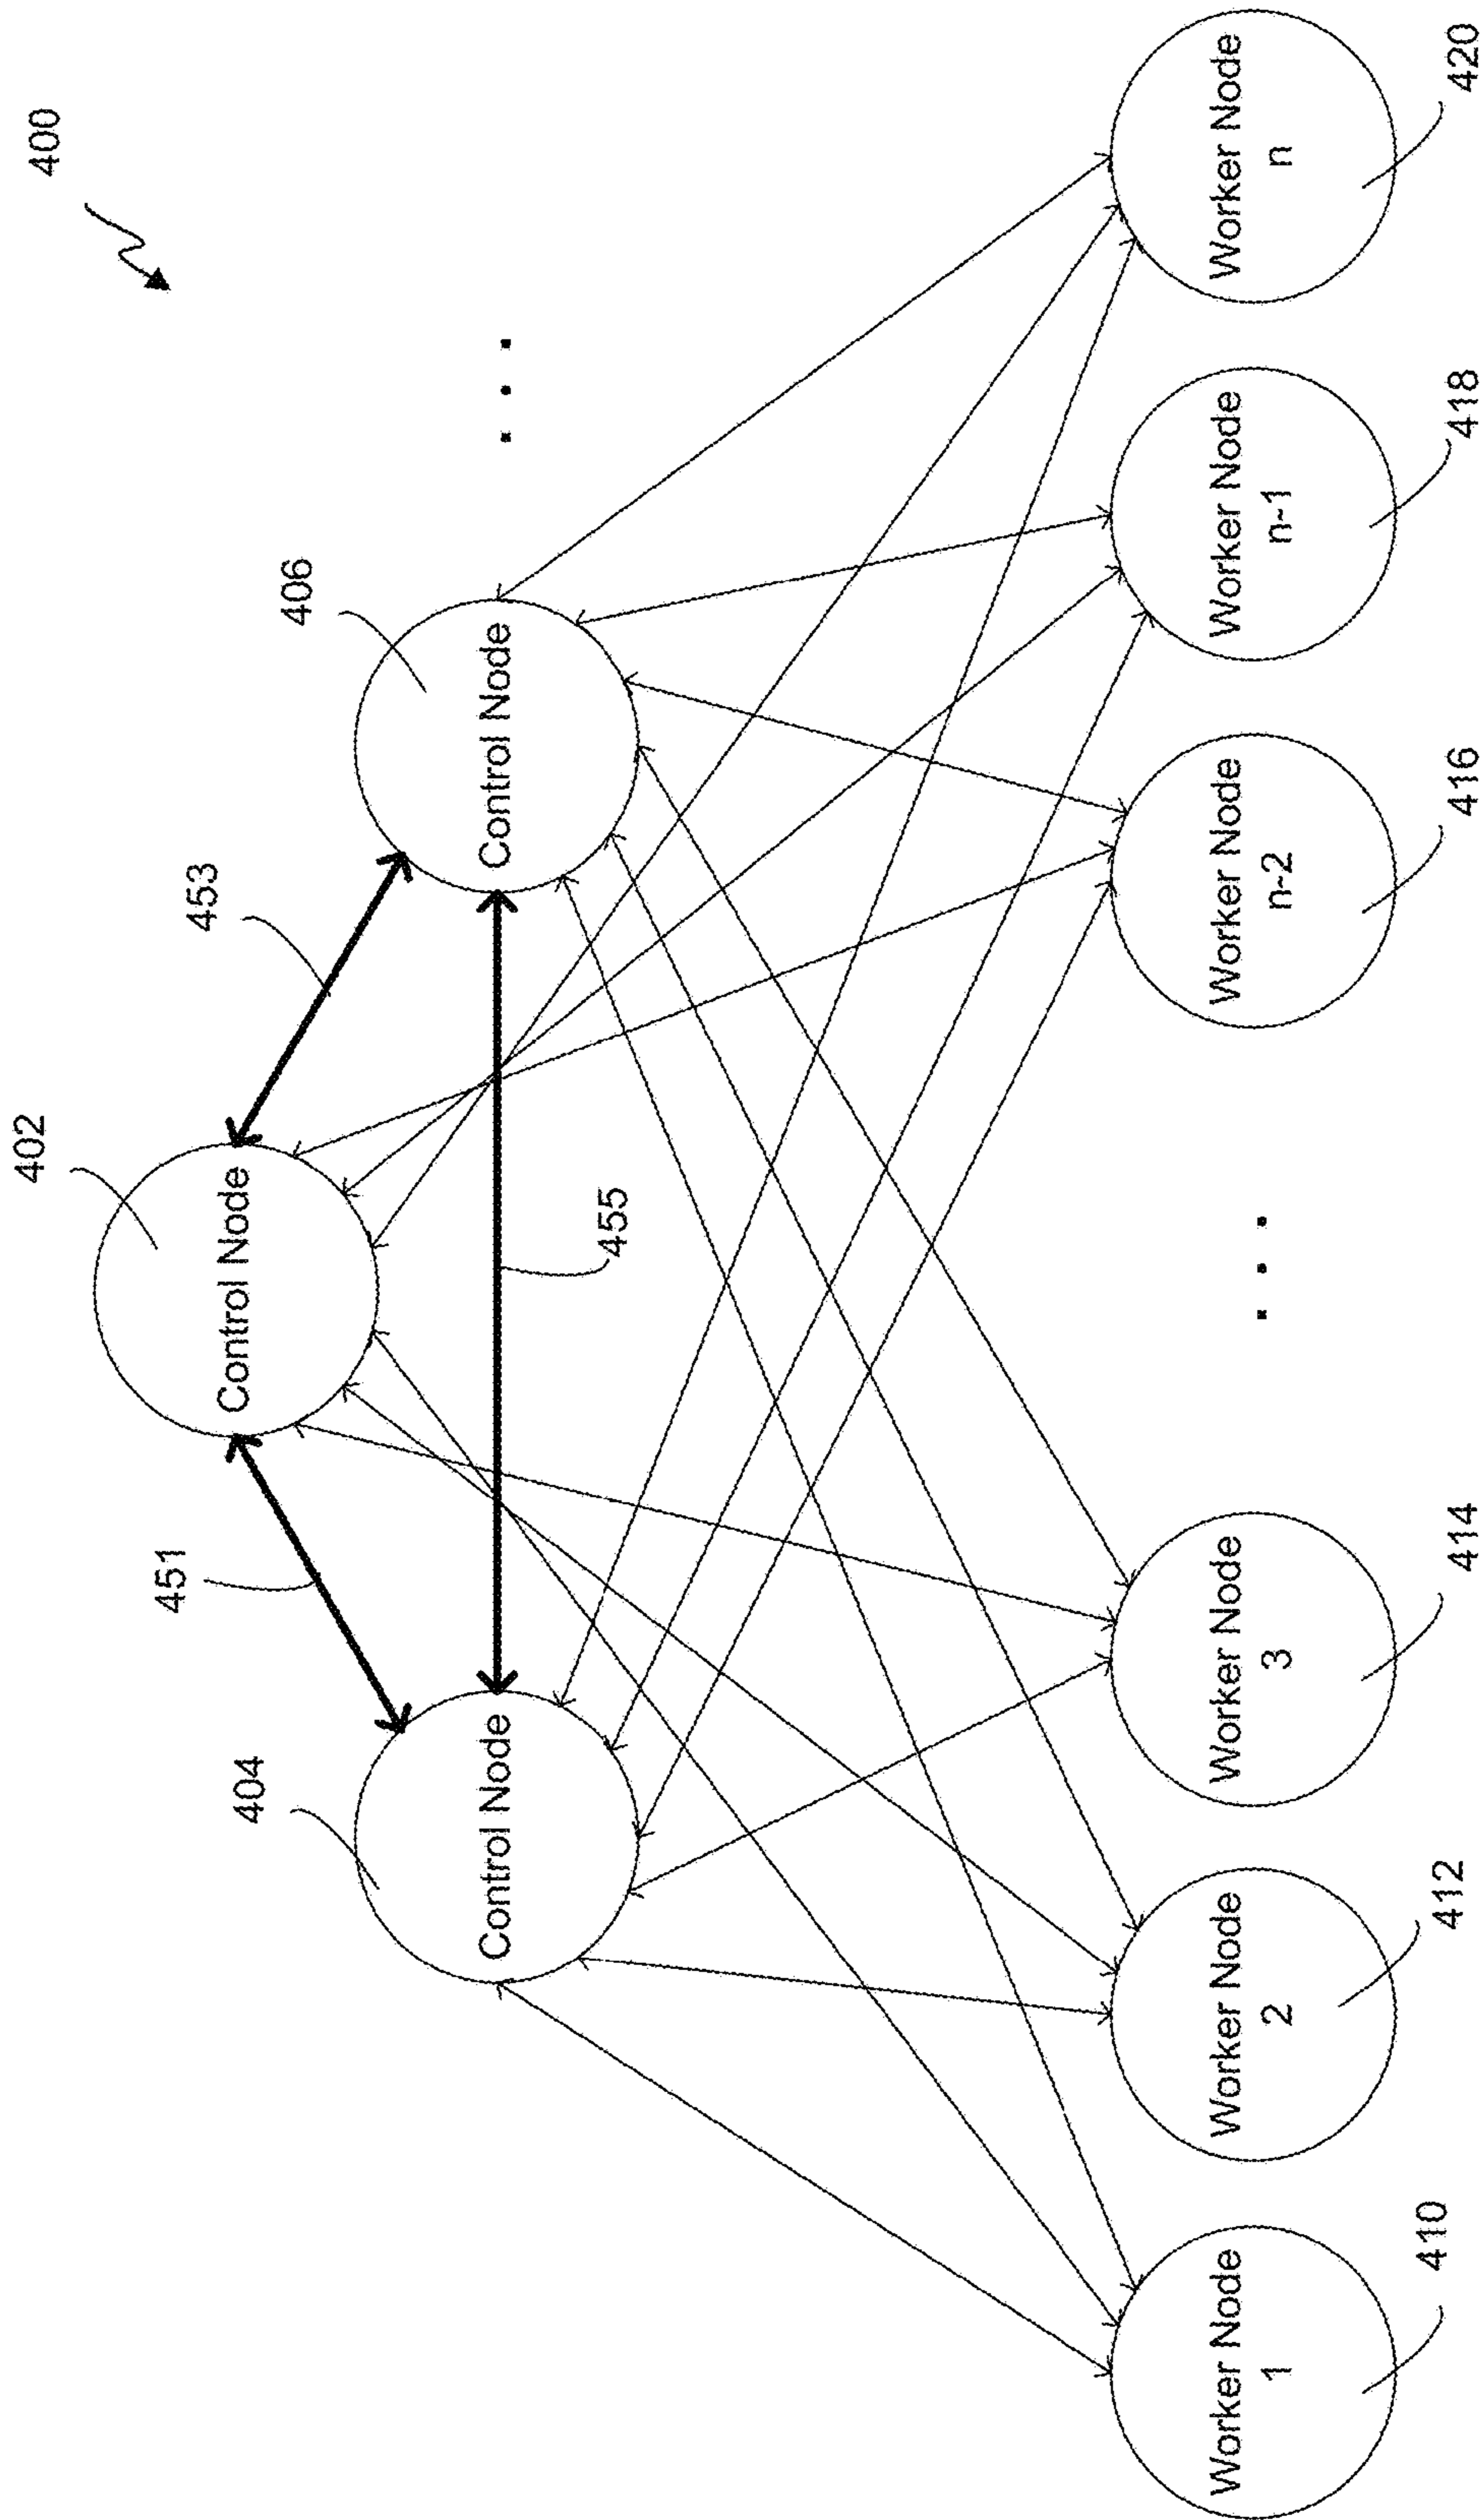 400
402
Control Node
451
453
404
Control Node
455
406
Control Node
. . .
Worker Node
1
Worker Node
2
Worker Node
3
. . .
Worker Node
n-2
Worker Node
n-1
Worker Node
n
410
412
414
416
418
420